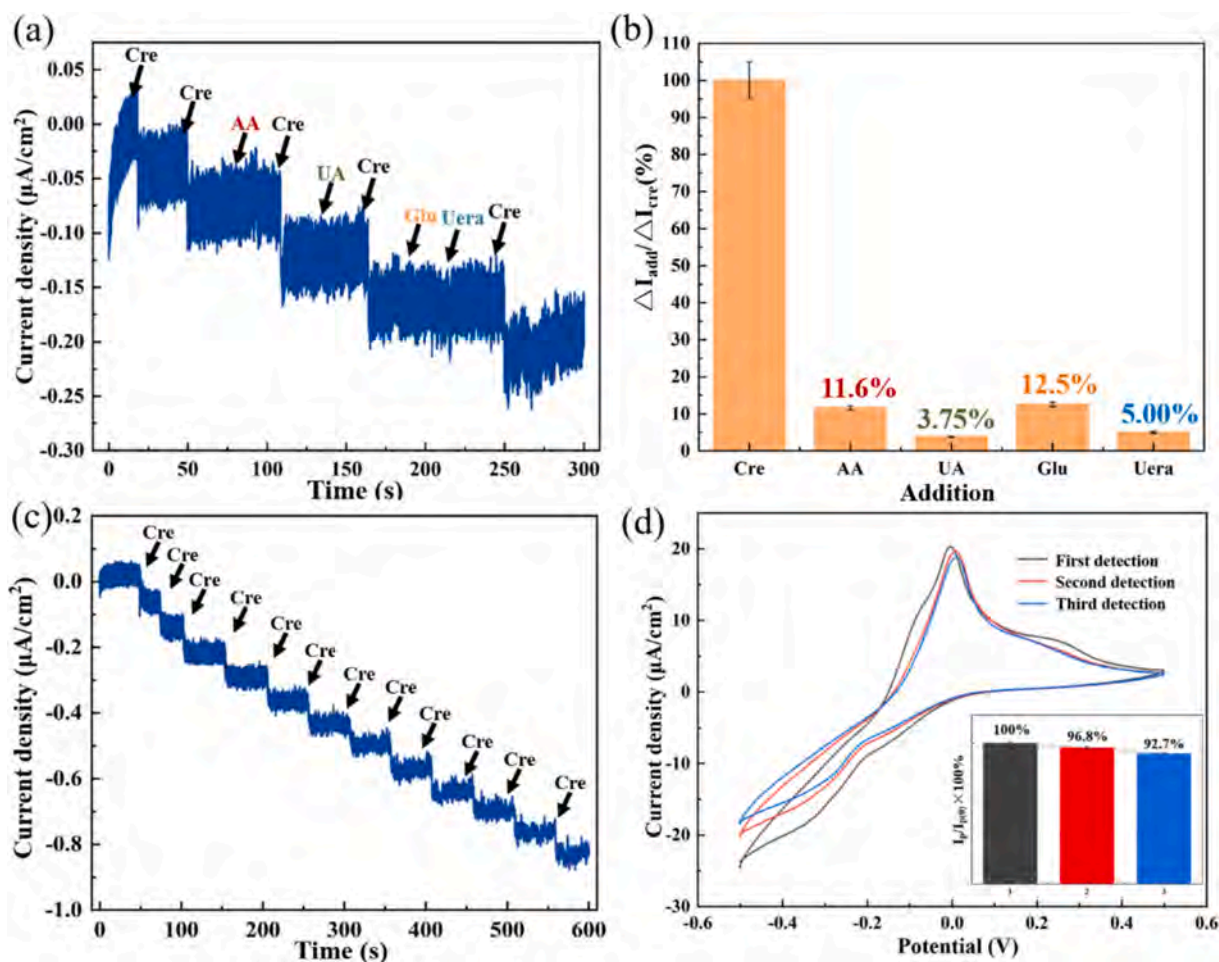 (a)
0.05
0.00
-0.05
-0.10
-0.15
-0.20
-0.25
-0.30
Current density (μA/cm²)
Cre
Cre
AA
Cre
UA
Cre
Glu
Uera
Cre
0
50
100
150
200
250
300
Time (s)
(b)
110
100
90
80
70
60
50
40
30
20
10
0
△I_add/△I_cre(%)
11.6%
3.75%
12.5%
5.00%
Cre
AA
UA
Glu
Uera
Addition
(c)
0.2
0.0
-0.2
-0.4
-0.6
-0.8
-1.0
Current density (μA/cm²)
Cre
Cre
Cre
Cre
Cre
Cre
Cre
Cre
Cre
Cre
Cre
Cre
0
100
200
300
400
500
600
Time (s)
(d)
20
10
0
-10
-20
-30
Current density (μA/cm²)
First detection
Second detection
Third detection
100%
96.8%
92.7%
1
2
3
-0.6
-0.4
-0.2
0.0
0.2
0.4
0.6
Potential (V)